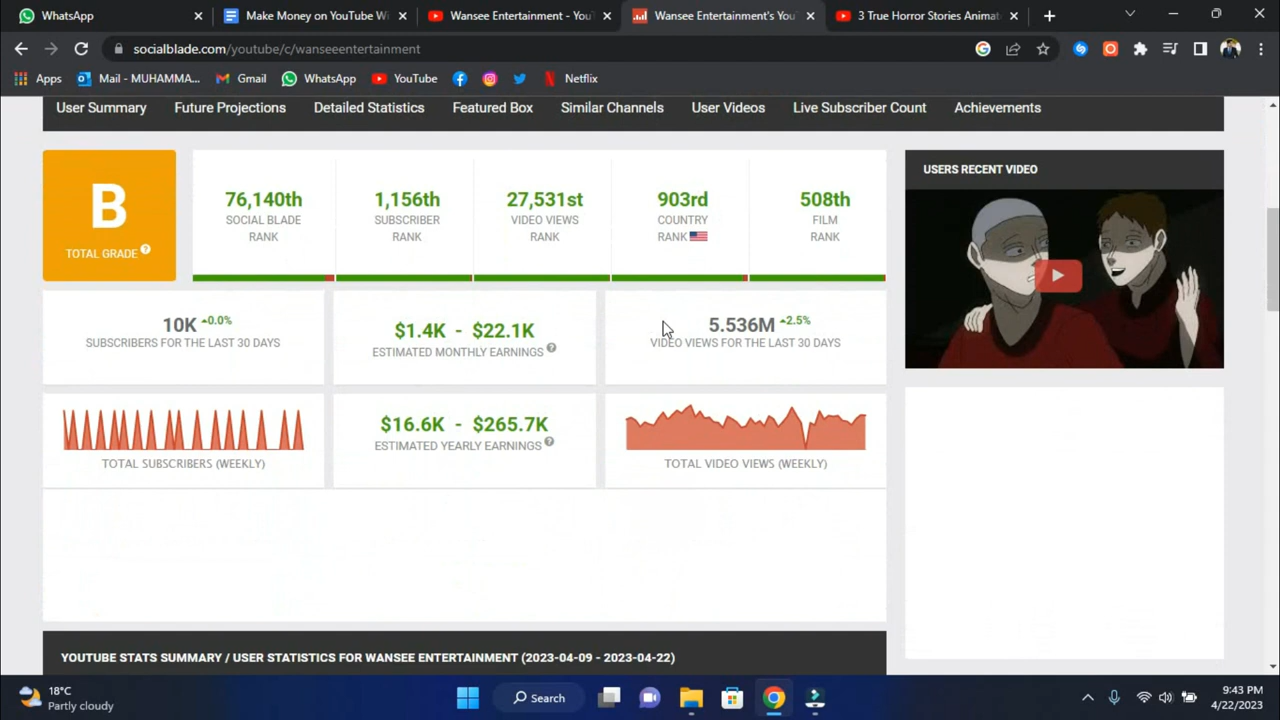 WhatsApp
Make Money on YouTube Wi
Wansee Entertainment - You
Wansee Entertainment's You
3 True Horror Stories Animat
socialblade.com/youtube/c/wanseeentertainment
Apps
Mail - MUHAMMA...
Gmail
WhatsApp
YouTube
Netflix
User Summary
Future Projections
Detailed Statistics
Featured Box
Similar Channels
User Videos
Live Subscriber Count
Achievements
B
TOTAL GRADE
76,140th
SOCIAL BLADE
RANK
1,156th
SUBSCRIBER
RANK
27,531st
VIDEO VIEWS
RANK
903rd
COUNTRY
RANK
508th
FILM
RANK
USERS RECENT VIDEO
10K 0.0%
SUBSCRIBERS FOR THE LAST 30 DAYS
$1.4K - $22.1K
ESTIMATED MONTHLY EARNINGS
5.536M 2.5%
VIDEO VIEWS FOR THE LAST 30 DAYS
TOTAL SUBSCRIBERS (WEEKLY)
$16.6K - $265.7K
ESTIMATED YEARLY EARNINGS
TOTAL VIDEO VIEWS (WEEKLY)
YOUTUBE STATS SUMMARY / USER STATISTICS FOR WANSEE ENTERTAINMENT (2023-04-09 - 2023-04-22)
18°C
Partly cloudy
Search
9:43 PM
4/22/2023